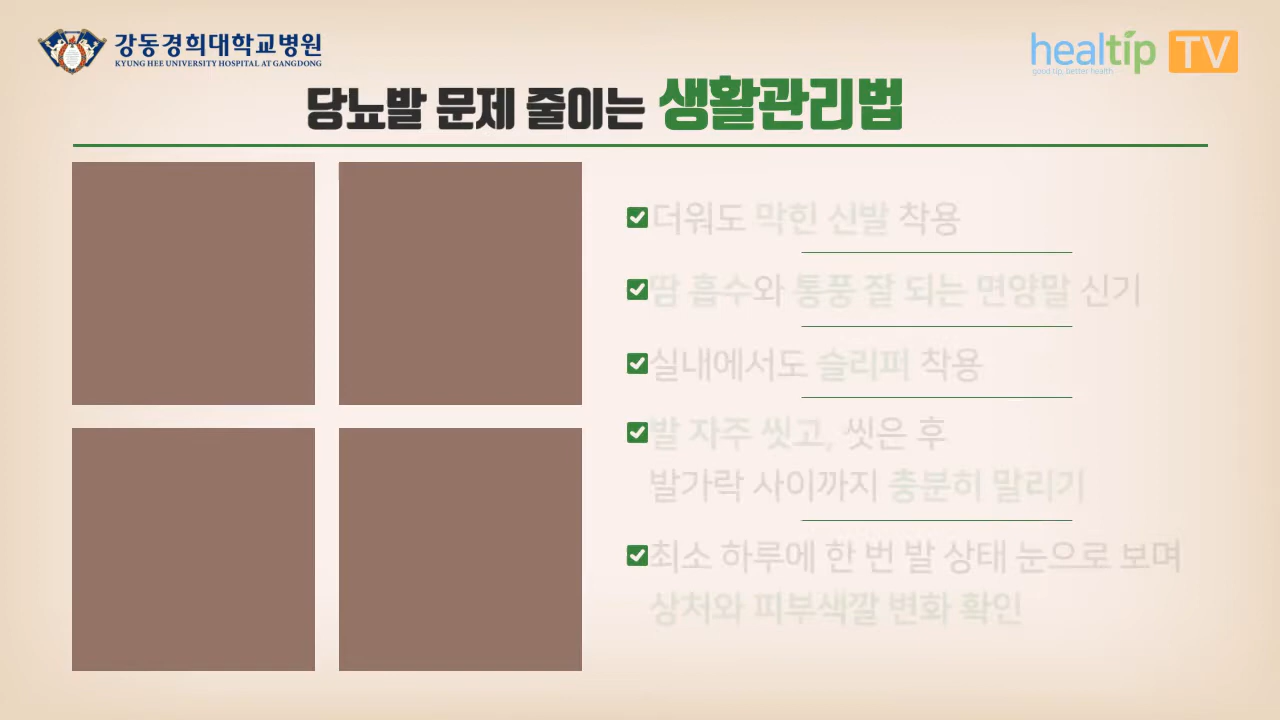 강동경희대학교병원
KYUNG HEE UNIVERSITY HOSPITAL AT GANGDONG
healtip TV
good tip, better health
당뇨발 문제 줄이는 생활관리법
더워도 막힌 신발 착용
땀 흡수와 통풍 잘 되는 면양말 신기
실내에서도 슬리퍼 착용
발 자주 씻고, 씻은 후
발가락 사이까지 충분히 말리기
최소 하루에 한 번 발 상태 눈으로 보며
상처와 피부색깔 변화 확인